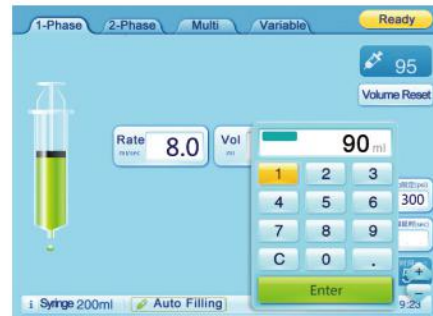 1-Phase 2-Phase Multi Variable Ready
95
Volume Reset
Rate 8.0 Vol
90 ml
1 2 3
4 5 6
7 8 9
C 0 .
Enter
300
+
−
i Syringe 200ml Auto Filling 9:23